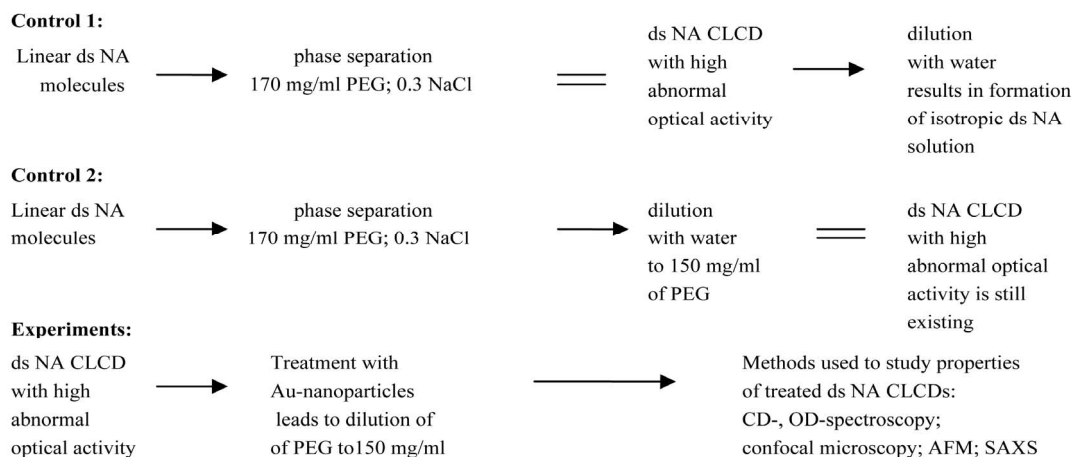 Control 1:
Linear ds NA
molecules
phase separation
170 mg/ml PEG; 0.3 NaCl
ds NA CLCD
with high
abnormal
optical activity
dilution
with water
results in formation
of isotropic ds NA
solution
Control 2:
Linear ds NA
molecules
phase separation
170 mg/ml PEG; 0.3 NaCl
dilution
with water
to 150 mg/ml
of PEG
ds NA CLCD
with high
abnormal optical
activity is still
existing
Experiments:
ds NA CLCD
with high
abnormal
optical activity
Treatment with
Au-nanoparticles
leads to dilution of
of PEG to150 mg/ml
Methods used to study properties
of treated ds NA CLCDs:
CD-, OD-spectroscopy;
confocal microscopy; AFM; SAXS